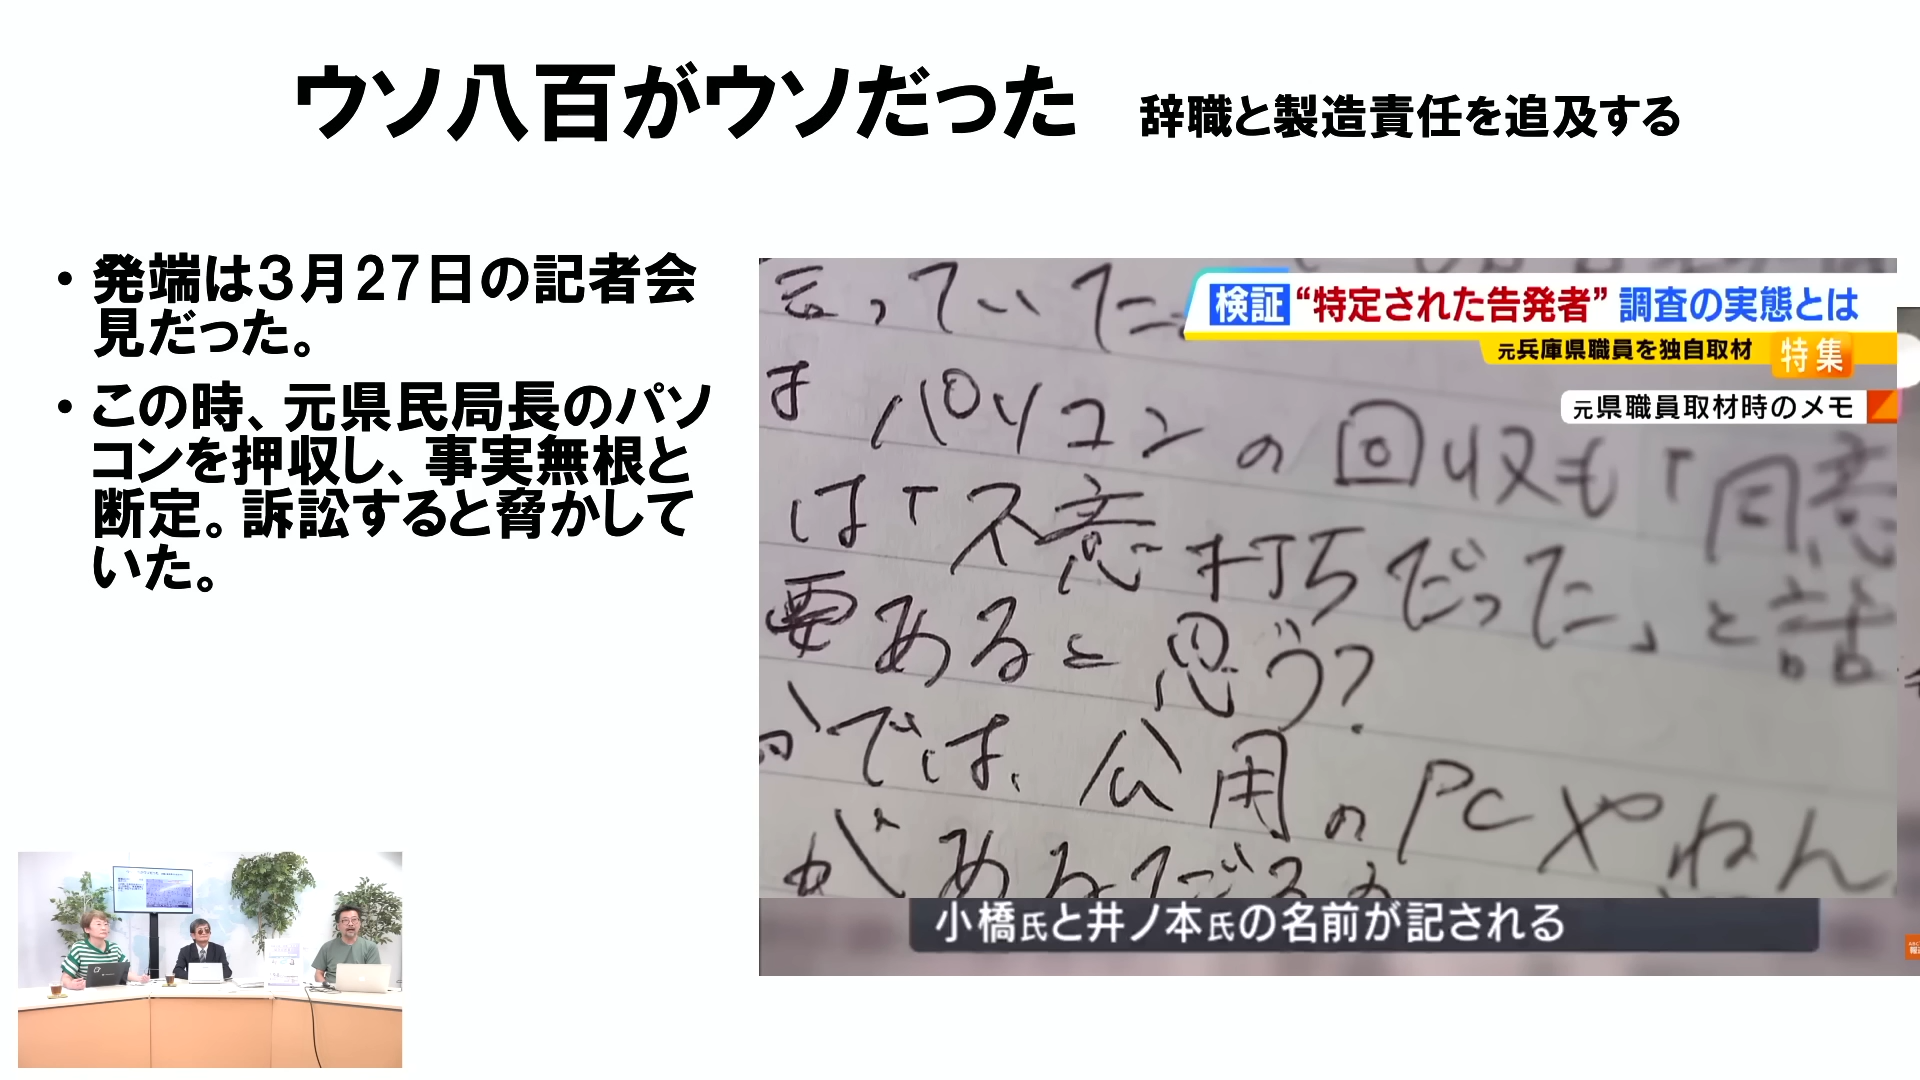 ウソ八百がウソだった 辞職と製造責任を追及する
・発端は3月27日の記者会
見だった。
・この時、元県民局長のパソ
コンを押収し、事実無根と
断定。訴訟すると脅かして
いた。
検証 “特定された告発者” 調査の実態とは
元兵庫県職員を独自取材 特集
元県職員取材時のメモ
言っていた。
は パソコンの回収も「同意
は「不意打ちだった」と話
要あると思う?
では、公用のPCや
があるだろう
小橋氏と井ノ本氏の名前が記される